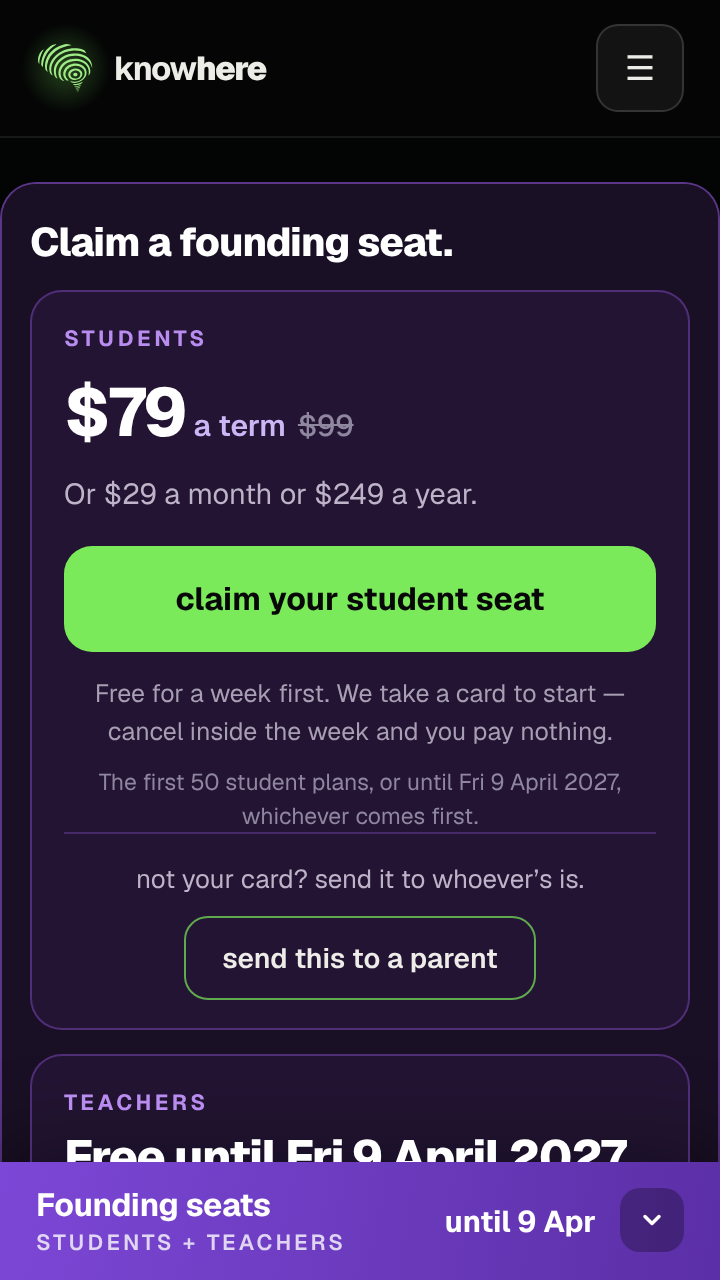 knowhere
Claim a founding seat.
STUDENTS
$79 a term $99
Or $29 a month or $249 a year.
claim your student seat
Free for a week first. We take a card to start —
cancel inside the week and you pay nothing.
The first 50 student plans, or until Fri 9 April 2027,
whichever comes first.
not your card? send it to whoever’s is.
send this to a parent
TEACHERS
Free until Fri 9 April 2027
Founding seats
until 9 Apr
STUDENTS + TEACHERS